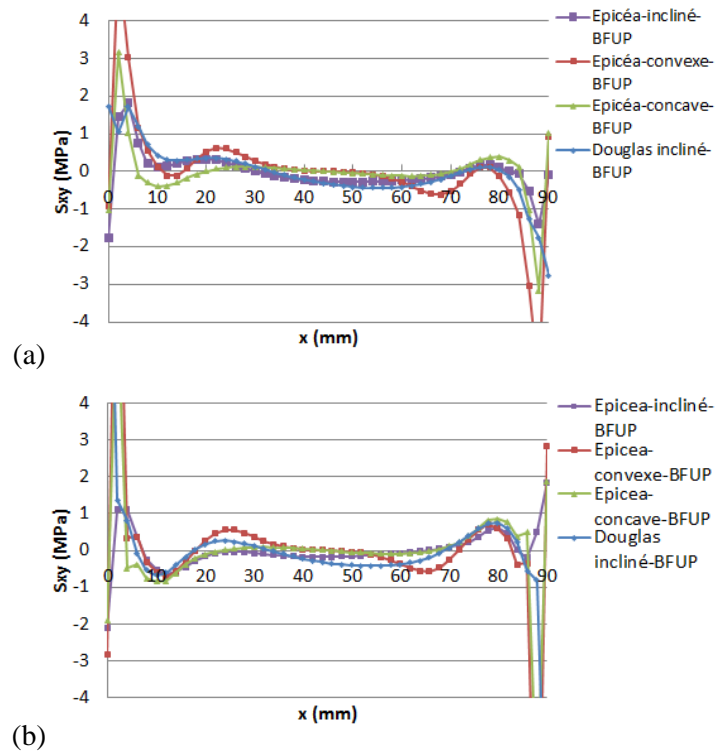 4
3
2
1
0
-1
-2
-3
-4
Sxy (MPa)
0 10 20 30 40 50 60 70 80 90
x (mm)
Epicéa-incliné-
BFUP
Epicéa-convexe-
BFUP
Epicéa-concave-
BFUP
Douglas incliné-
BFUP
(a)
4
3
2
1
0
-1
-2
-3
-4
Sxy (MPa)
0 10 20 30 40 50 60 70 80 90
x (mm)
Epicea-incliné-
BFUP
Epicea-
convexe-BFUP
Epicea-
concave-BFUP
Douglas
incliné-BFUP
(b)